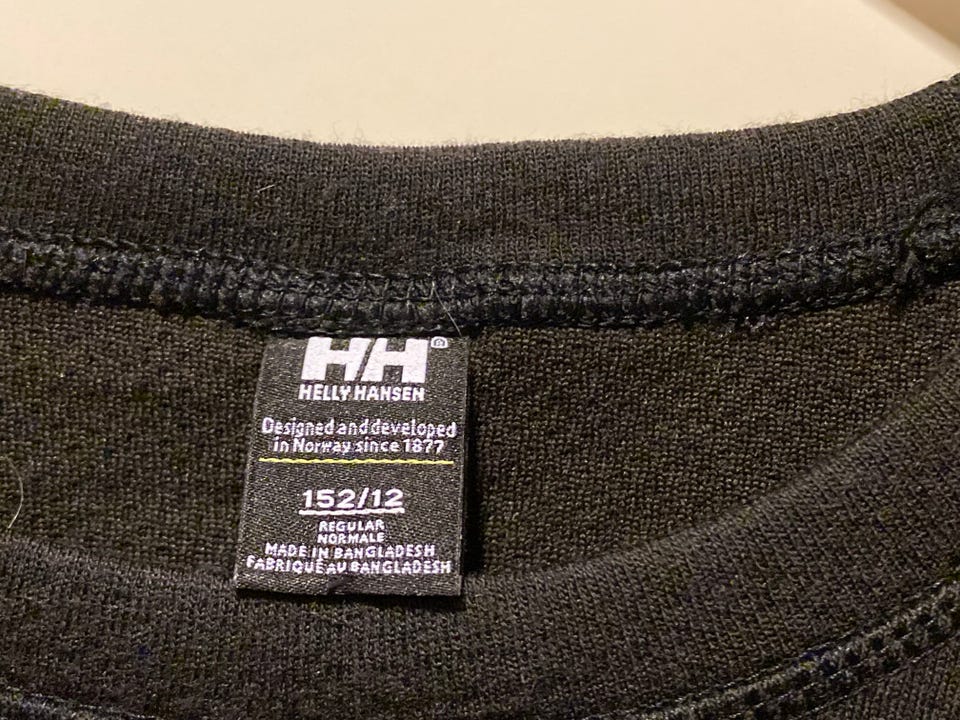 H/H®
HELLY HANSEN
Designed and developed
in Norway since 1877
152/12
REGULAR
NORMALE
MADE IN BANGLADESH
FABRIQUÉ AU BANGLADESH